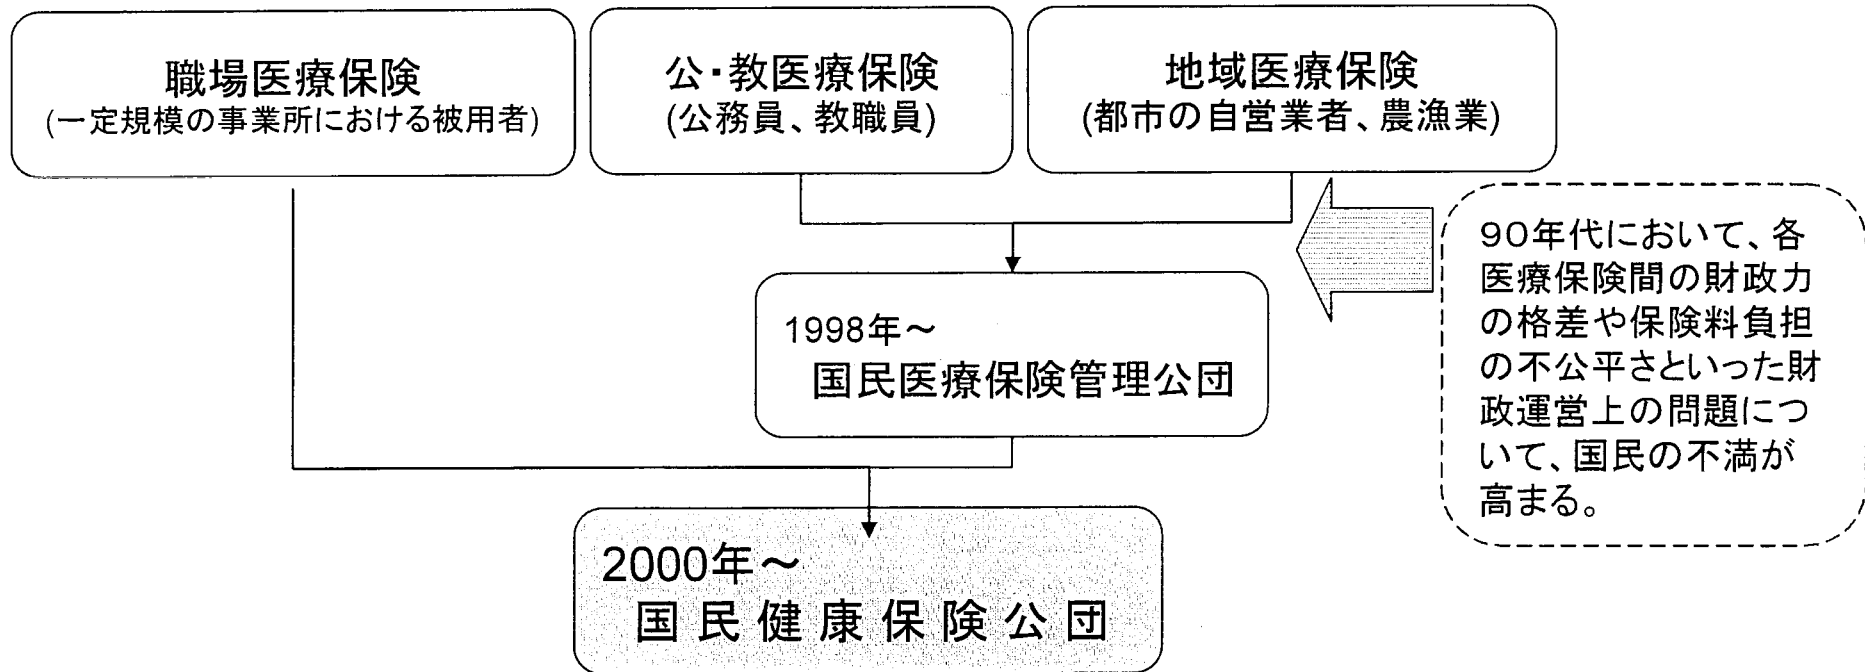 職場医療保険
(一定規模の事業所における被用者)
公・教医療保険
(公務員、教職員)
地域医療保険
(都市の自営業者、農漁業)
90年代において、各
医療保険間の財政力
の格差や保険料負担
の不公平さといった財
政運営上の問題につ
いて、国民の不満が
高まる。
1998年~
国民医療保険管理公団
2000年~
国民健康保険公団